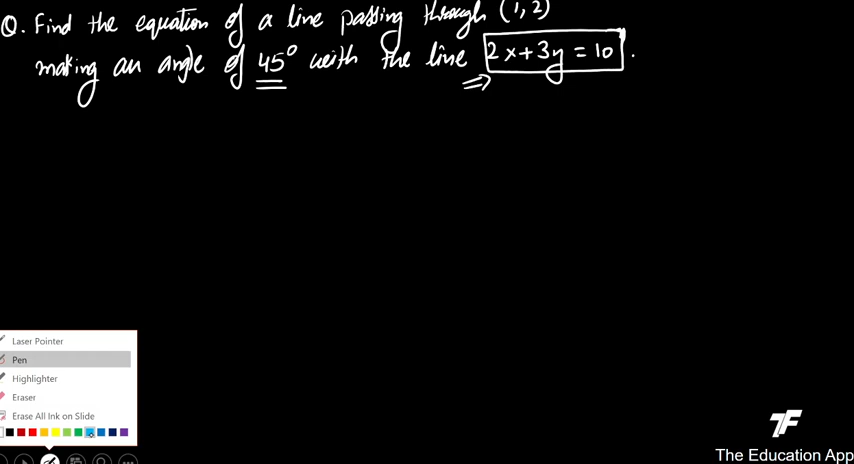 Q. Find the equation of a line passing through (1, 2)
making an angle of 45° with the line 2x+3y = 10.
⇒
Laser Pointer
Pen
Highlighter
Eraser
Erase All Ink on Slide
The Education App